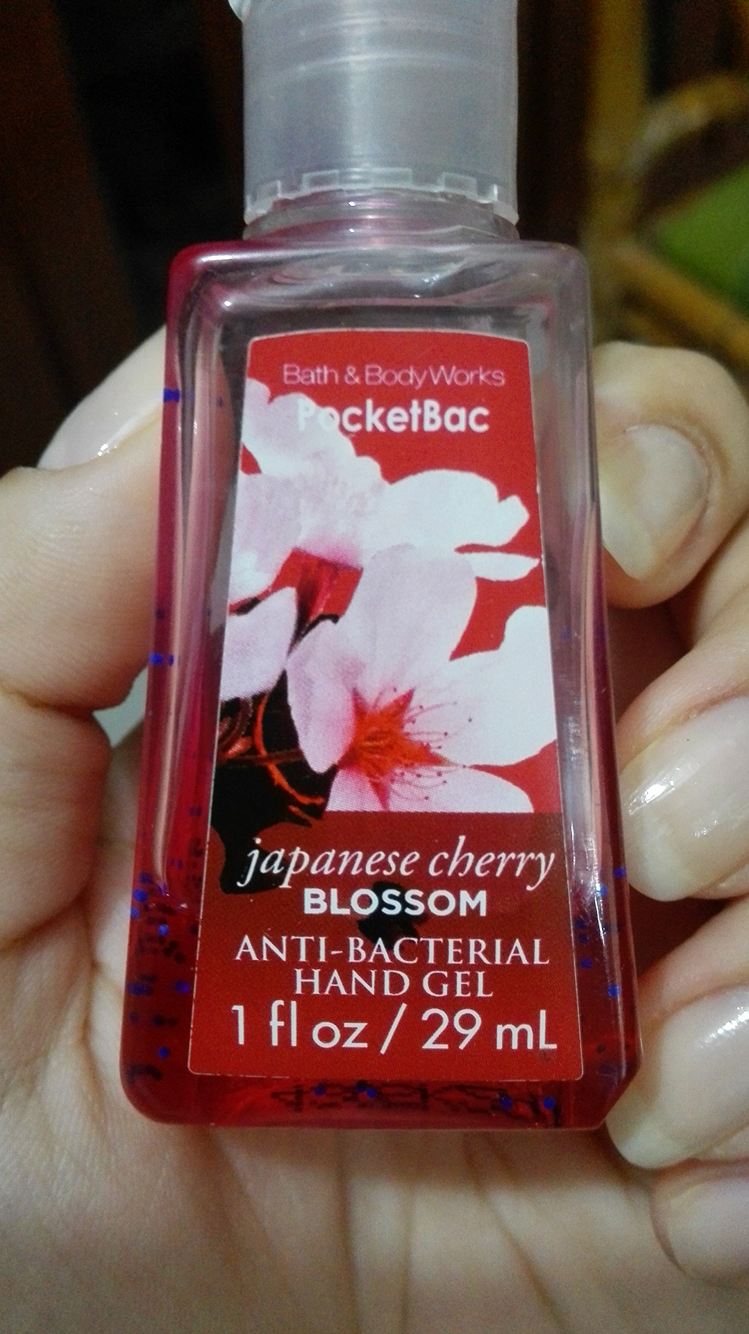 Bath & Body Works
PocketBac
japanese cherry
BLOSSOM
ANTI-BACTERIAL
HAND GEL
1 fl oz / 29 mL